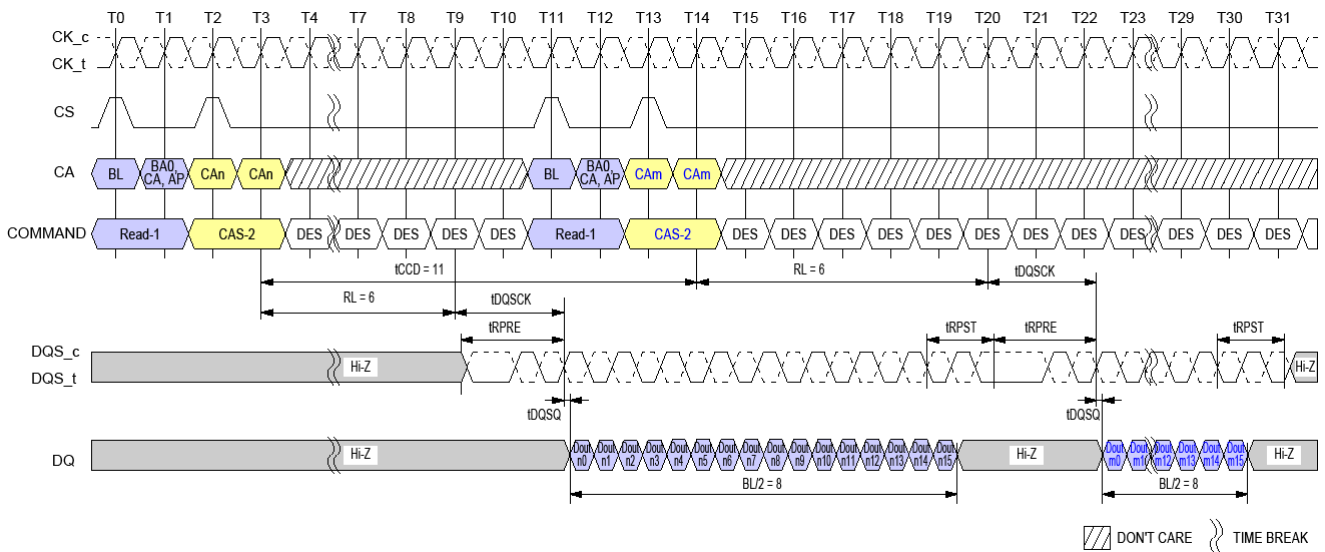 T0 T1 T2 T3 T4 T7 T8 T9 T10 T11 T12 T13 T14 T15 T16 T17 T18 T19 T20 T21 T22 T23 T29 T30 T31
CK_c
CK_t
CS
CA BL BA0, CA, AP CAn CAn BL BA0, CA, AP CAm CAm
COMMAND Read-1 CAS-2 DES DES DES DES DES Read-1 CAS-2 DES DES DES DES DES DES DES DES DES DES DES DES
tCCD = 11 RL = 6 tDQSCK
RL = 6 tDQSCK
tRPRE tRPST tRPRE tRPST
DQS_c
DQS_t
Hi-Z Hi-Z
tDQSQ tDQSQ
DQ Hi-Z Dout n0 Dout n1 Dout n2 Dout n3 Dout n4 Dout n5 Dout n6 Dout n7 Dout n8 Dout n9 Dout n10 Dout n11 Dout n12 Dout n13 Dout n14 Dout n15 Hi-Z Dout m0 Dout Dout m12 Dout m13 Dout m14 Dout m15 Hi-Z
BL/2 = 8 BL/2 = 8
DON'T CARE TIME BREAK